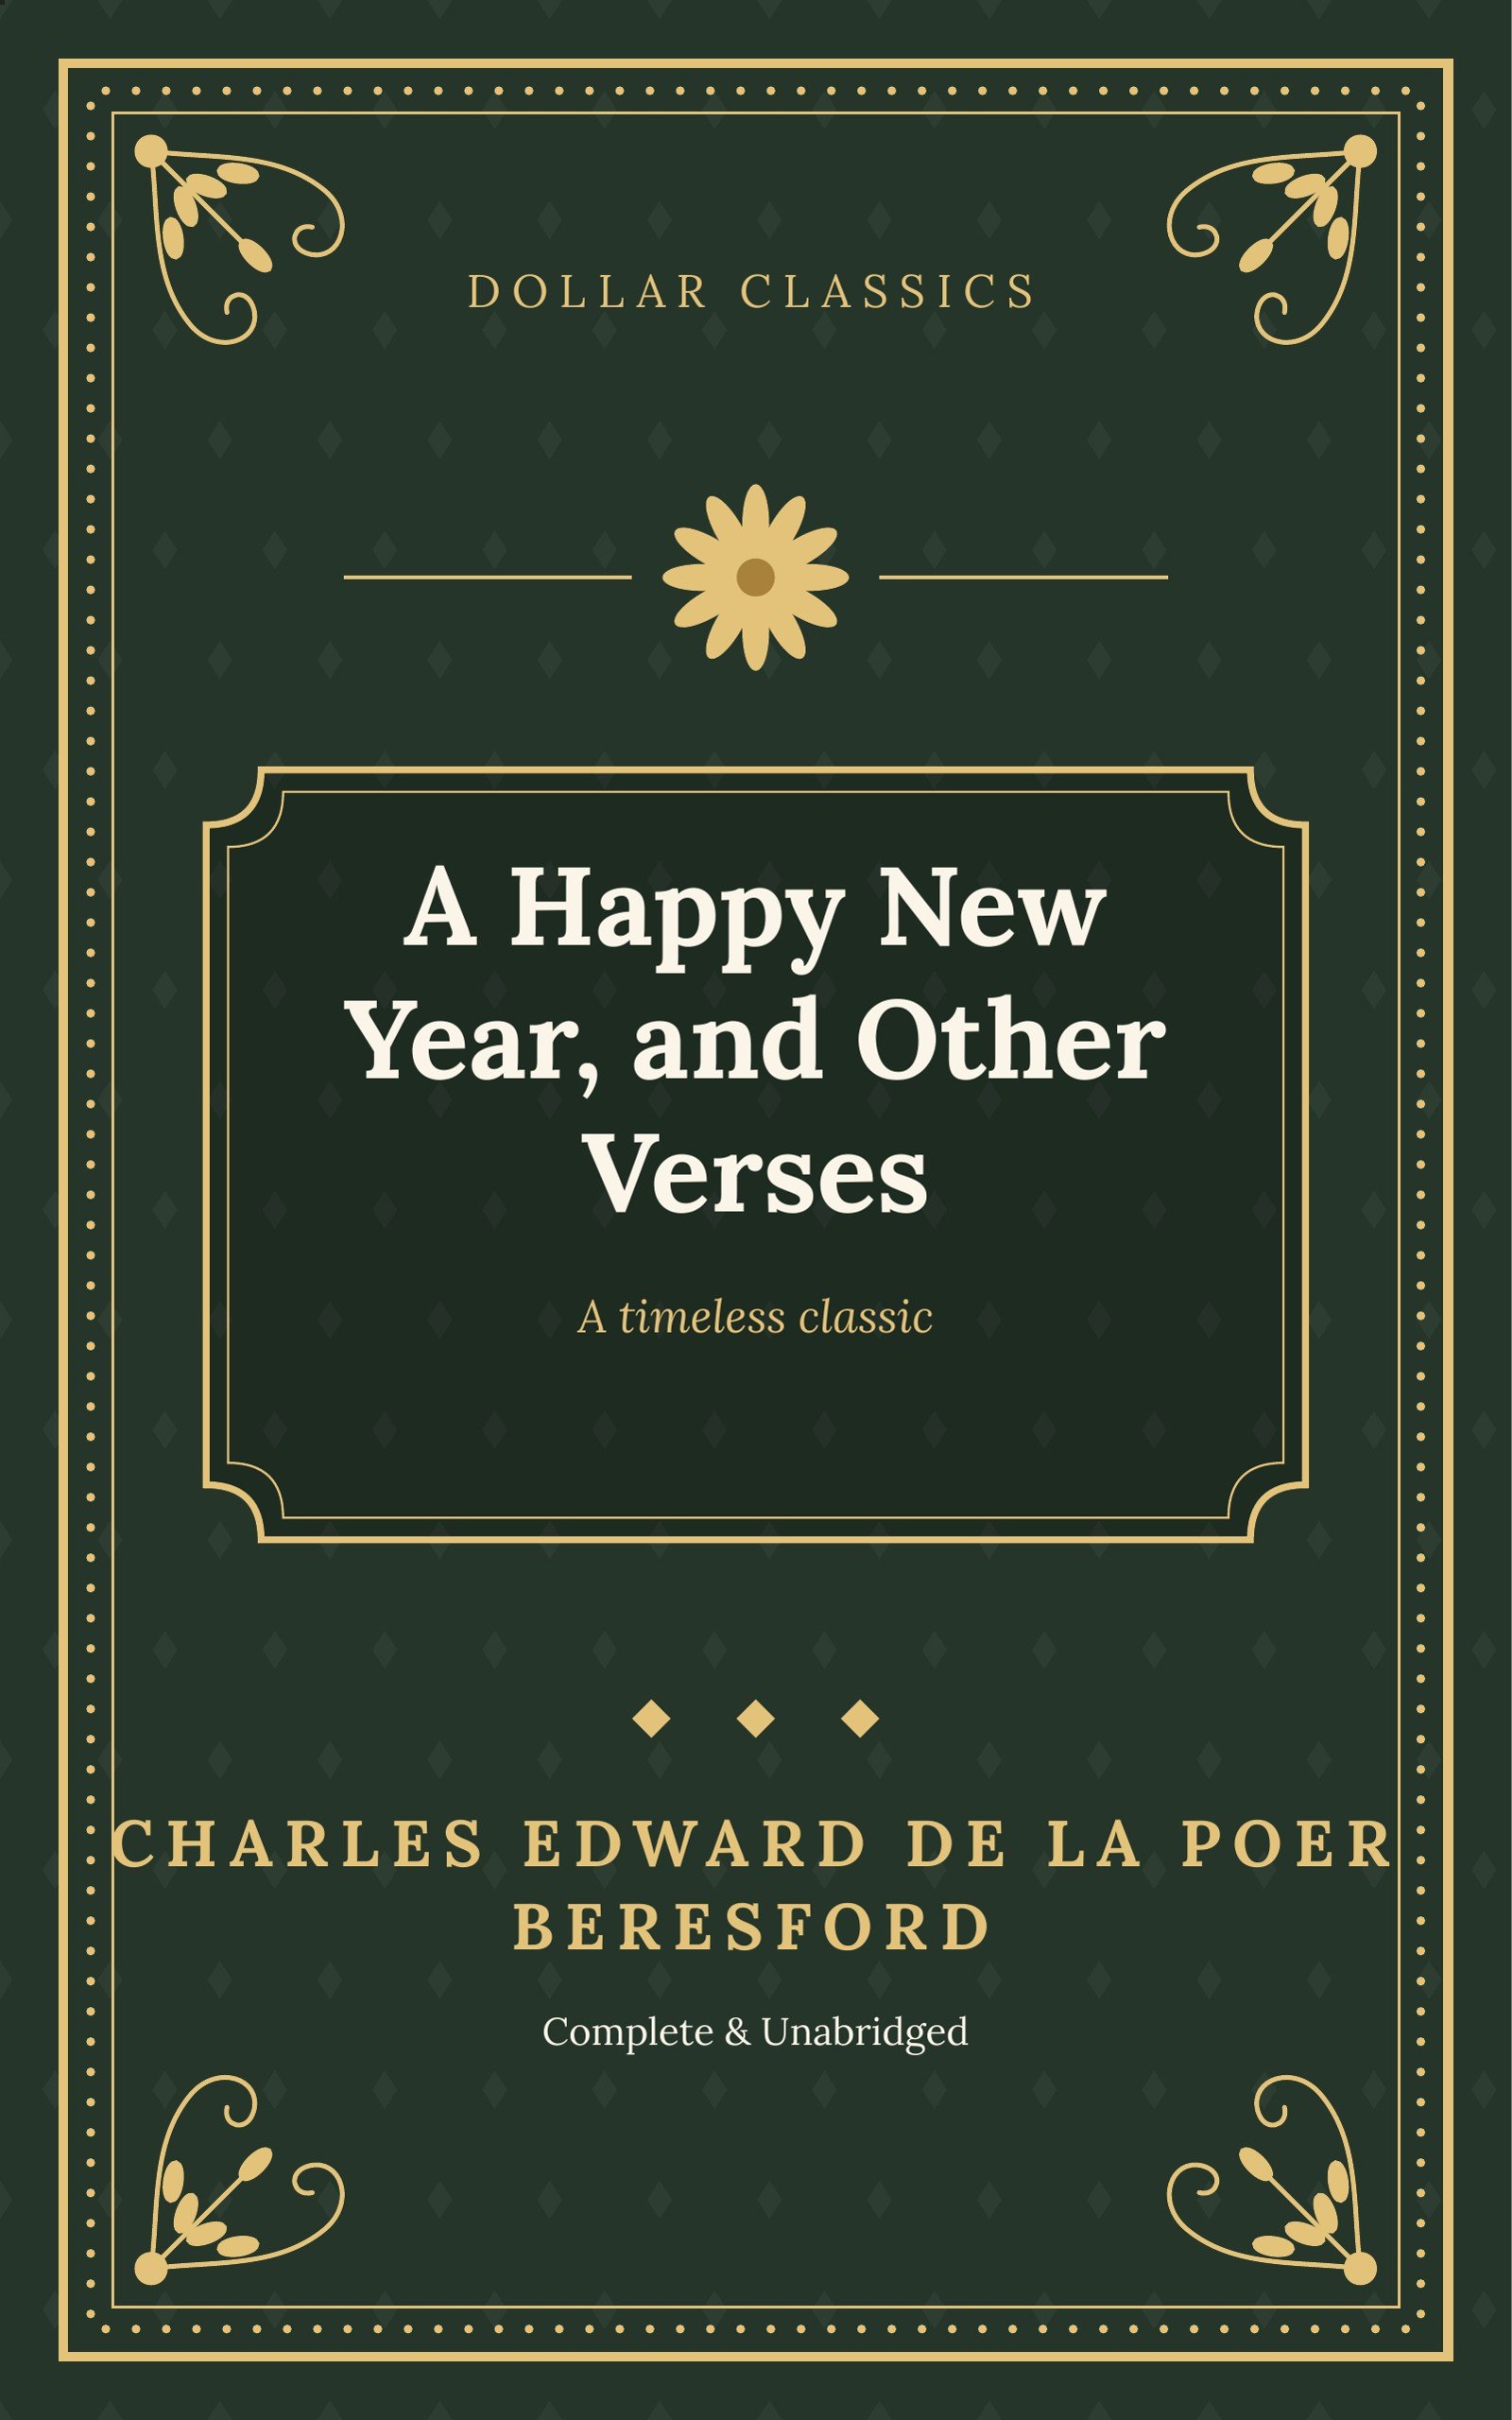 DOLLAR CLASSICS
A Happy New
Year, and Other
Verses
A timeless classic
CHARLES EDWARD DE LA POER
BERESFORD
Complete & Unabridged